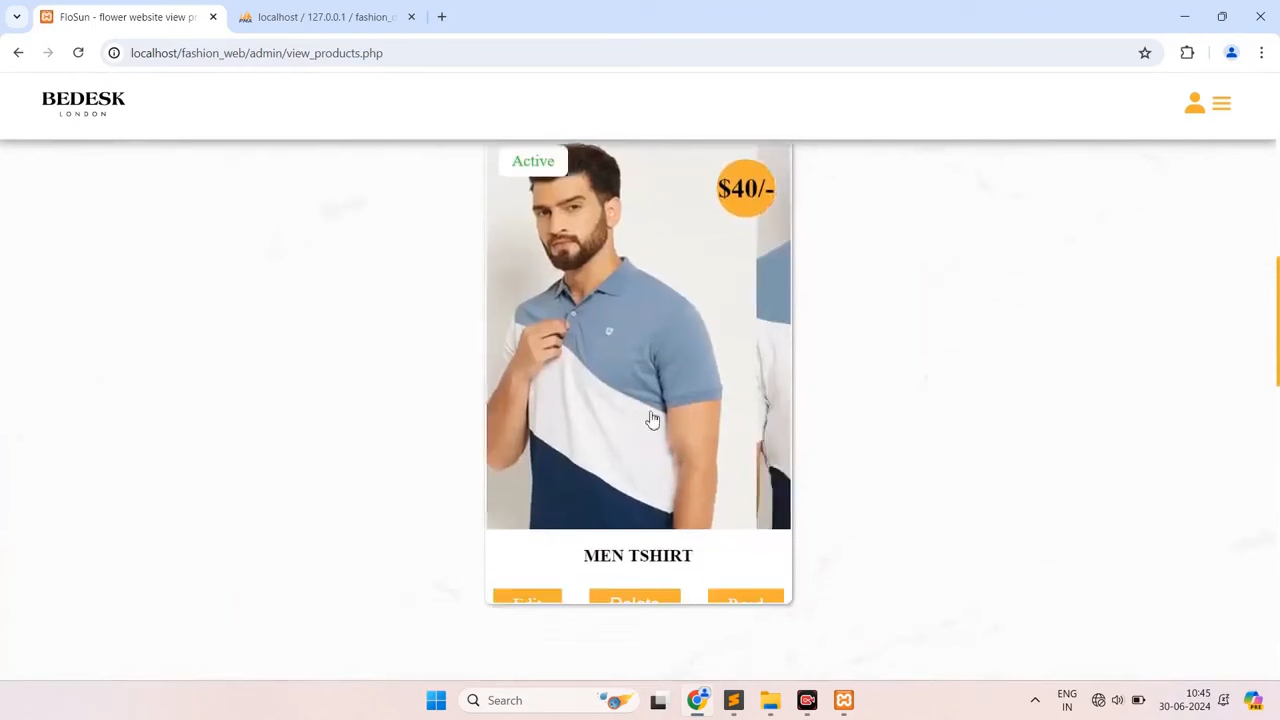 FloSun - flower website view pr
localhost / 127.0.0.1 / fashion_d
localhost/fashion_web/admin/view_products.php
BEDESK
LONDON
Active
$40/-
MEN TSHIRT
Edit Delete Read
Search
ENG
IN
10:45
30-06-2024